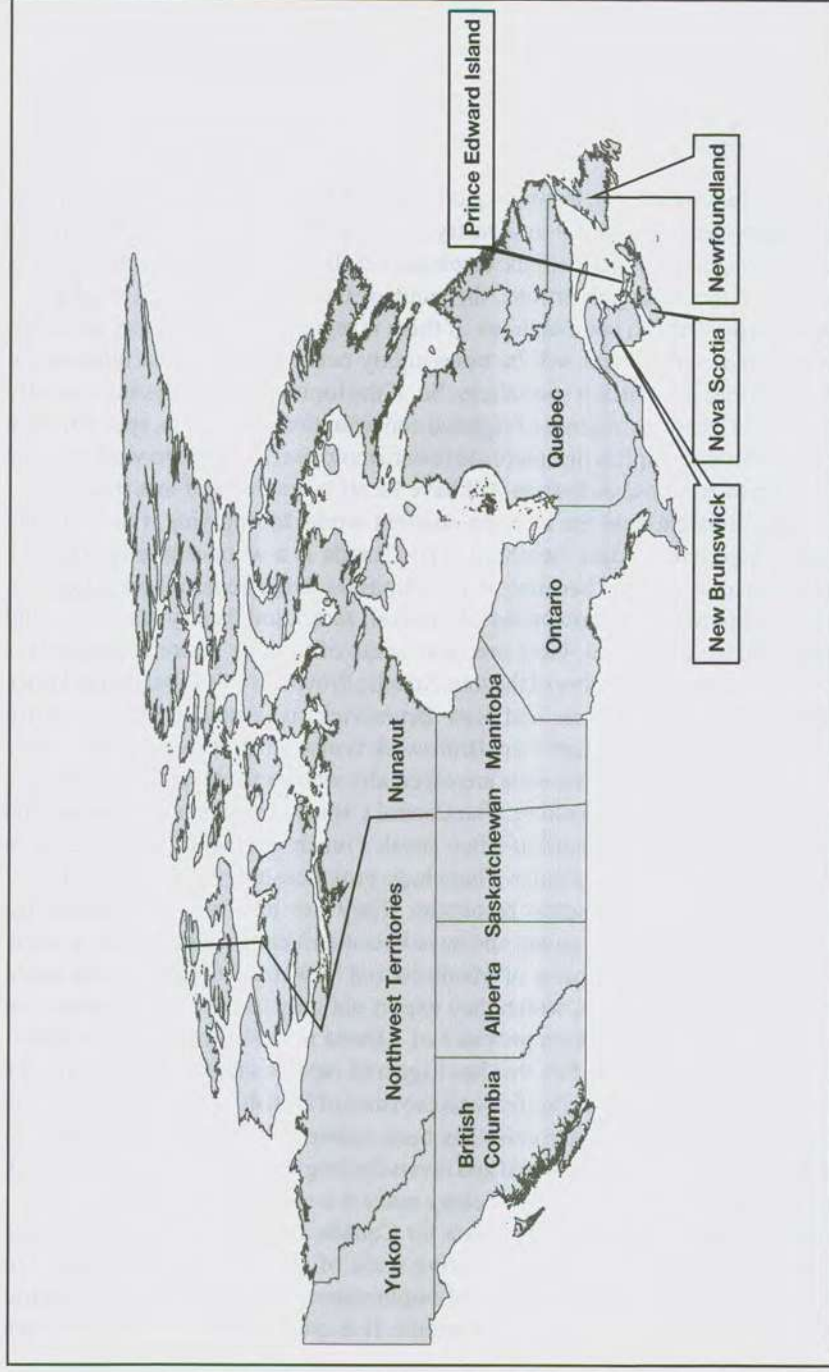 Yukon
Northwest Territories
Nunavut
British
Columbia
Alberta
Saskatchewan
Manitoba
Ontario
Quebec
Prince Edward Island
New Brunswick
Nova Scotia
Newfoundland